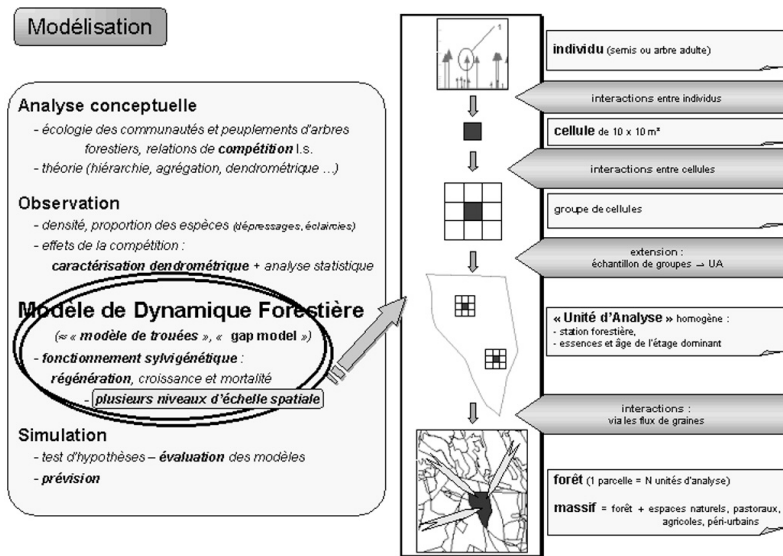 Modélisation
Analyse conceptuelle
- écologie des communautés et peuplements d'arbres
forestiers, relations de compétition l.s.
- théorie (hiérarchie, agrégation, dendrométrique ...)
Observation
- densité, proportion des espèces (dépressages, éclaircies)
- effets de la compétition :
caractérisation dendrométrique + analyse statistique
Modèle de Dynamique Forestière
(≈ « modèle de trouées », « gap model »)
- fonctionnement sylvigénétique :
régénération, croissance et mortalité
- plusieurs niveaux d'échelle spatiale
Simulation
- test d'hypothèses – évaluation des modèles
- prévision
1
individu (semis ou arbre adulte)
interactions entre individus
cellule de 10 x 10 m²
interactions entre cellules
groupe de cellules
extension :
échantillon de groupes → UA
« Unité d'Analyse » homogène :
- station forestière,
- essences et âge de l'étage dominant
interactions :
via les flux de graines
forêt (1 parcelle = N unités d'analyse)
massif = forêt + espaces naturels, pastoraux,
agricoles, péri-urbains